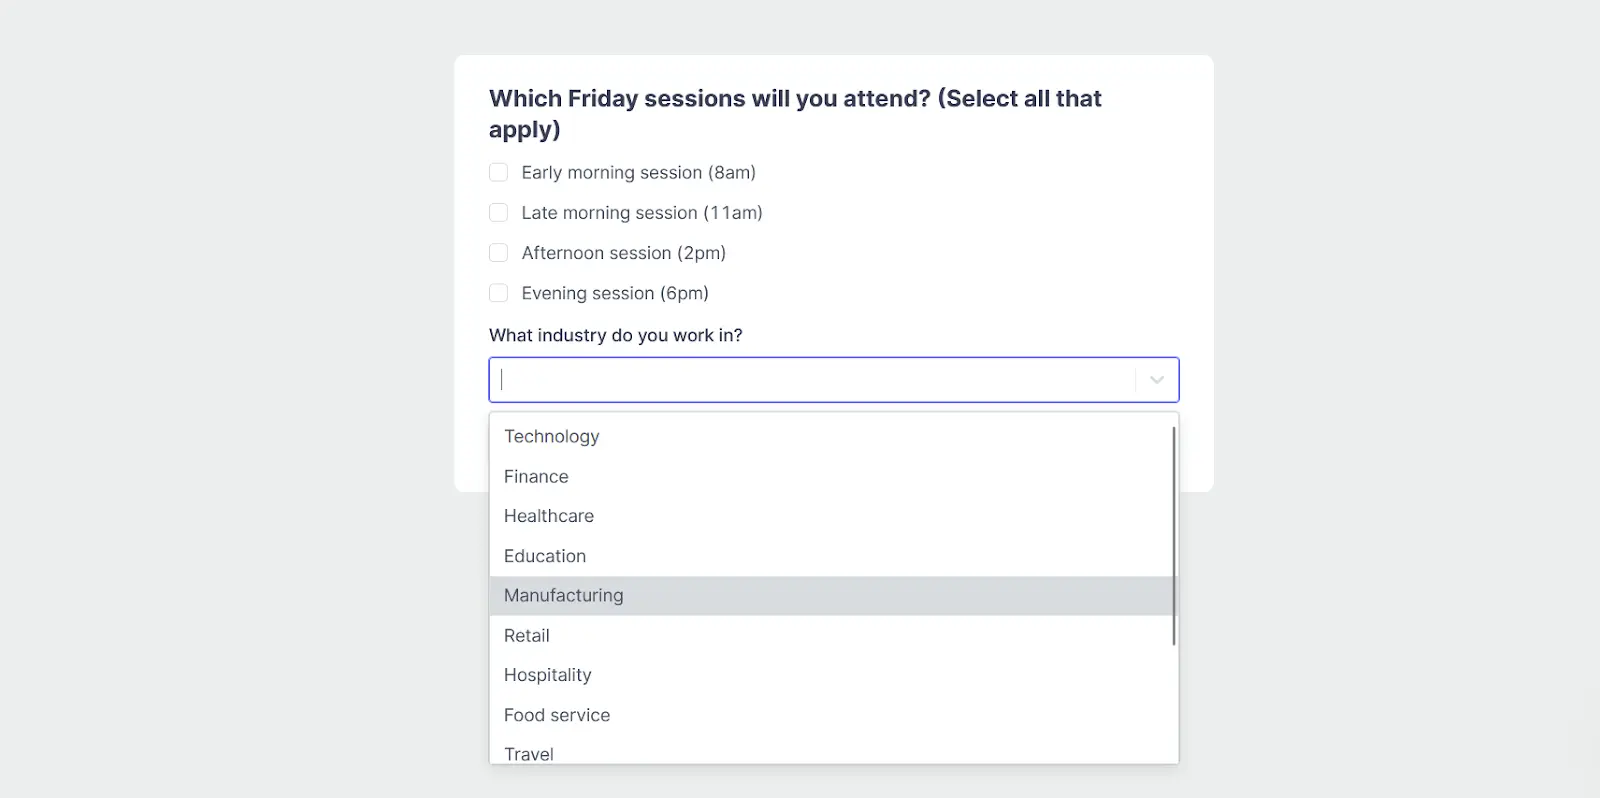 Which Friday sessions will you attend? (Select all that
apply)
Early morning session (8am)
Late morning session (11am)
Afternoon session (2pm)
Evening session (6pm)
What industry do you work in?
Technology
Finance
Healthcare
Education
Manufacturing
Retail
Hospitality
Food service
Travel